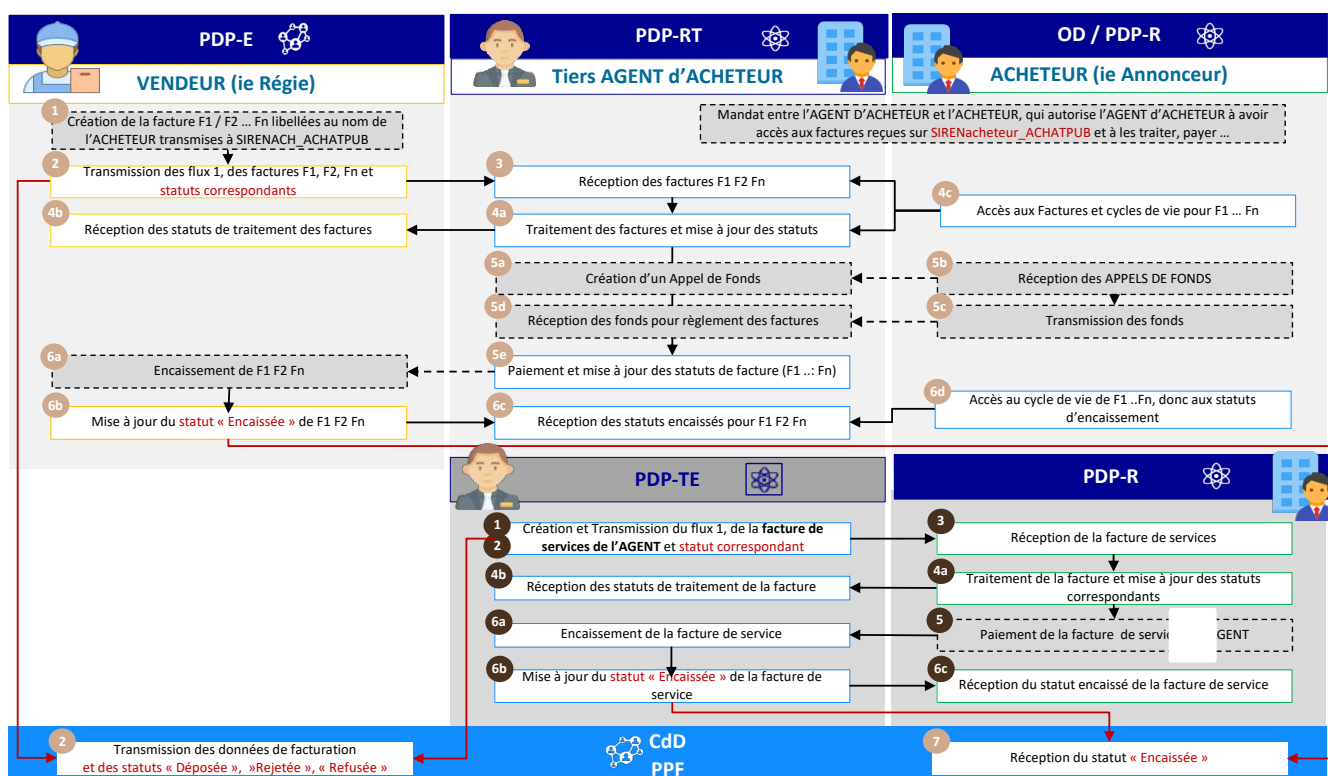 PDP-E
PDP-RT
OD / PDP-R
VENDEUR (ie Régie)
Tiers AGENT d’ACHETEUR
ACHETEUR (ie Annonceur)
1
Création de la facture F1 / F2 … Fn libellées au nom de
l’ACHETEUR transmises à SIRENACH_ACHATPUB
Mandat entre l’AGENT D’ACHETEUR et l’ACHETEUR, qui autorise l’AGENT D’ACHETEUR à avoir
accès aux factures reçues sur SIRENacheteur_ACHATPUB et à les traiter, payer …
2
Transmission des flux 1, des factures F1, F2, Fn et
statuts correspondants
3
Réception des factures F1 F2 Fn
4c
Accès aux Factures et cycles de vie pour F1 … Fn
4b
Réception des statuts de traitement des factures
4a
Traitement des factures et mise à jour des statuts
5a
Création d’un Appel de Fonds
5b
Réception des APPELS DE FONDS
5d
Réception des fonds pour règlement des factures
5c
Transmission des fonds
6a
Encaissement de F1 F2 Fn
5e
Paiement et mise à jour des statuts de facture (F1 ..: Fn)
6b
Mise à jour du statut « Encaissée » de F1 F2 Fn
6c
Réception des statuts encaissés pour F1 F2 Fn
6d
Accès au cycle de vie de F1 ..Fn, donc aux statuts
d’encaissement
PDP-TE
PDP-R
1
2
Création et Transmission du flux 1, de la facture de
services de l’AGENT et statut correspondant
3
Réception de la facture de services
4b
Réception des statuts de traitement de la facture
4a
Traitement de la facture et mise à jour des statuts
correspondants
6a
Encaissement de la facture de service
5
Paiement de la facture de servic GENT
6b
Mise à jour du statut « Encaissée » de la facture de
service
6c
Réception du statut encaissé de la facture de service
2
Transmission des données de facturation
et des statuts « Déposée », »Rejetée », « Refusée »
CdD
PPF
7
Réception du statut « Encaissée »